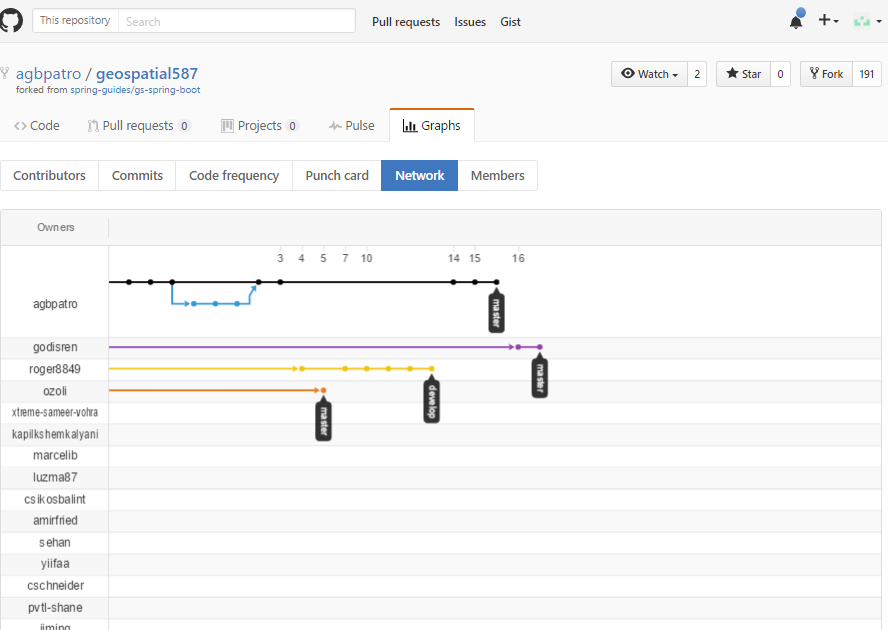 This repository Search Pull requests Issues Gist
agbpatro / geospatial587 Watch 2 Star 0 Fork 191
forked from spring-guides/gs-spring-boot
Code Pull requests 0 Projects 0 Pulse Graphs
Contributors Commits Code frequency Punch card Network Members
Owners
3 4 5 7 10 14 15 16
agbpatro
master
godisren
master
roger8849
develop
ozoli
master
xtreme-sameer-vohra
kapilkshemkalyani
marcelib
luzma87
csikosbalint
amirfried
sehan
yiifaa
cschneider
pvtl-shane